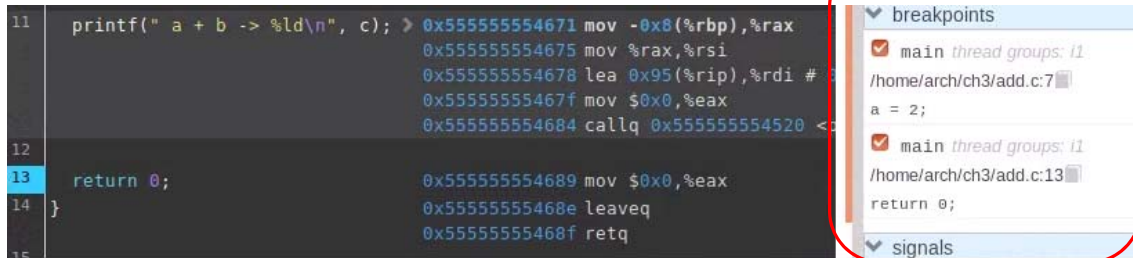 11 printf(" a + b -> %ld\n", c); 0x555555554671 mov -0x8(%rbp),%rax
0x555555554675 mov %rax,%rsi
0x555555554678 lea 0x95(%rip),%rdi #
0x55555555467f mov $0x0,%eax
0x555555554684 callq 0x555555554520
12
13 return 0; 0x555555554689 mov $0x0,%eax
14 } 0x55555555468e leaveq
0x55555555468f retq
15
breakpoints
main thread groups: i1
/home/arch/ch3/add.c:7
a = 2;
main thread groups: i1
/home/arch/ch3/add.c:13
return 0;
signals